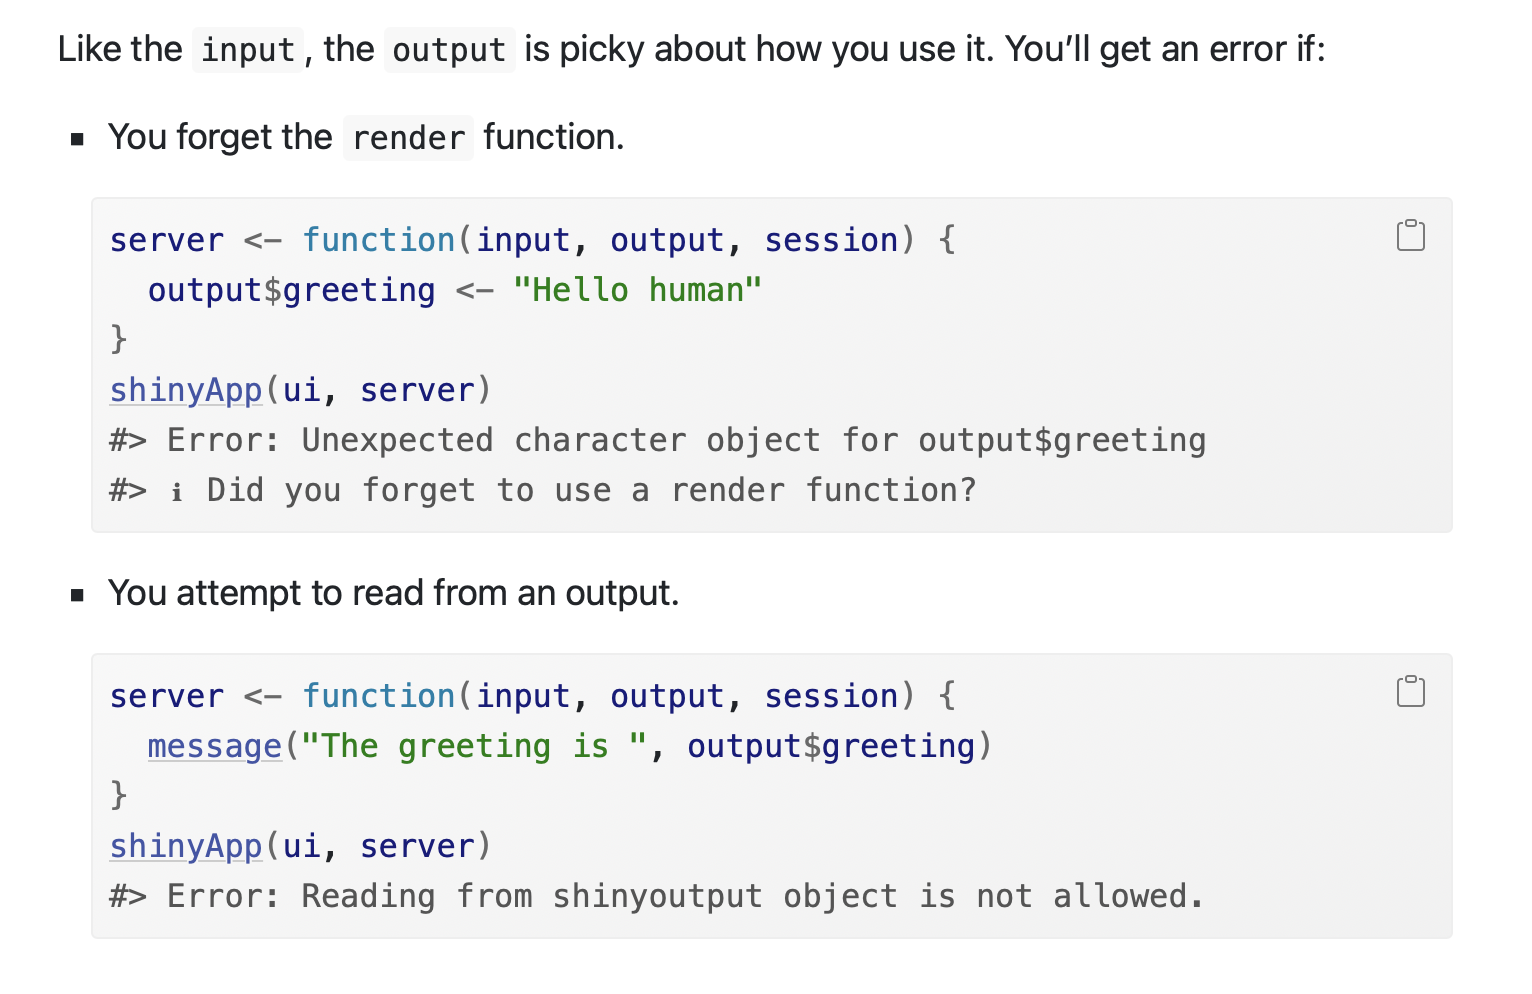 Like the input, the output is picky about how you use it. You’ll get an error if:
▪ You forget the render function.
server <- function(input, output, session) {
  output$greeting <- "Hello human"
}
shinyApp(ui, server)
#> Error: Unexpected character object for output$greeting
#> ℹ Did you forget to use a render function?
▪ You attempt to read from an output.
server <- function(input, output, session) {
  message("The greeting is ", output$greeting)
}
shinyApp(ui, server)
#> Error: Reading from shinyoutput object is not allowed.